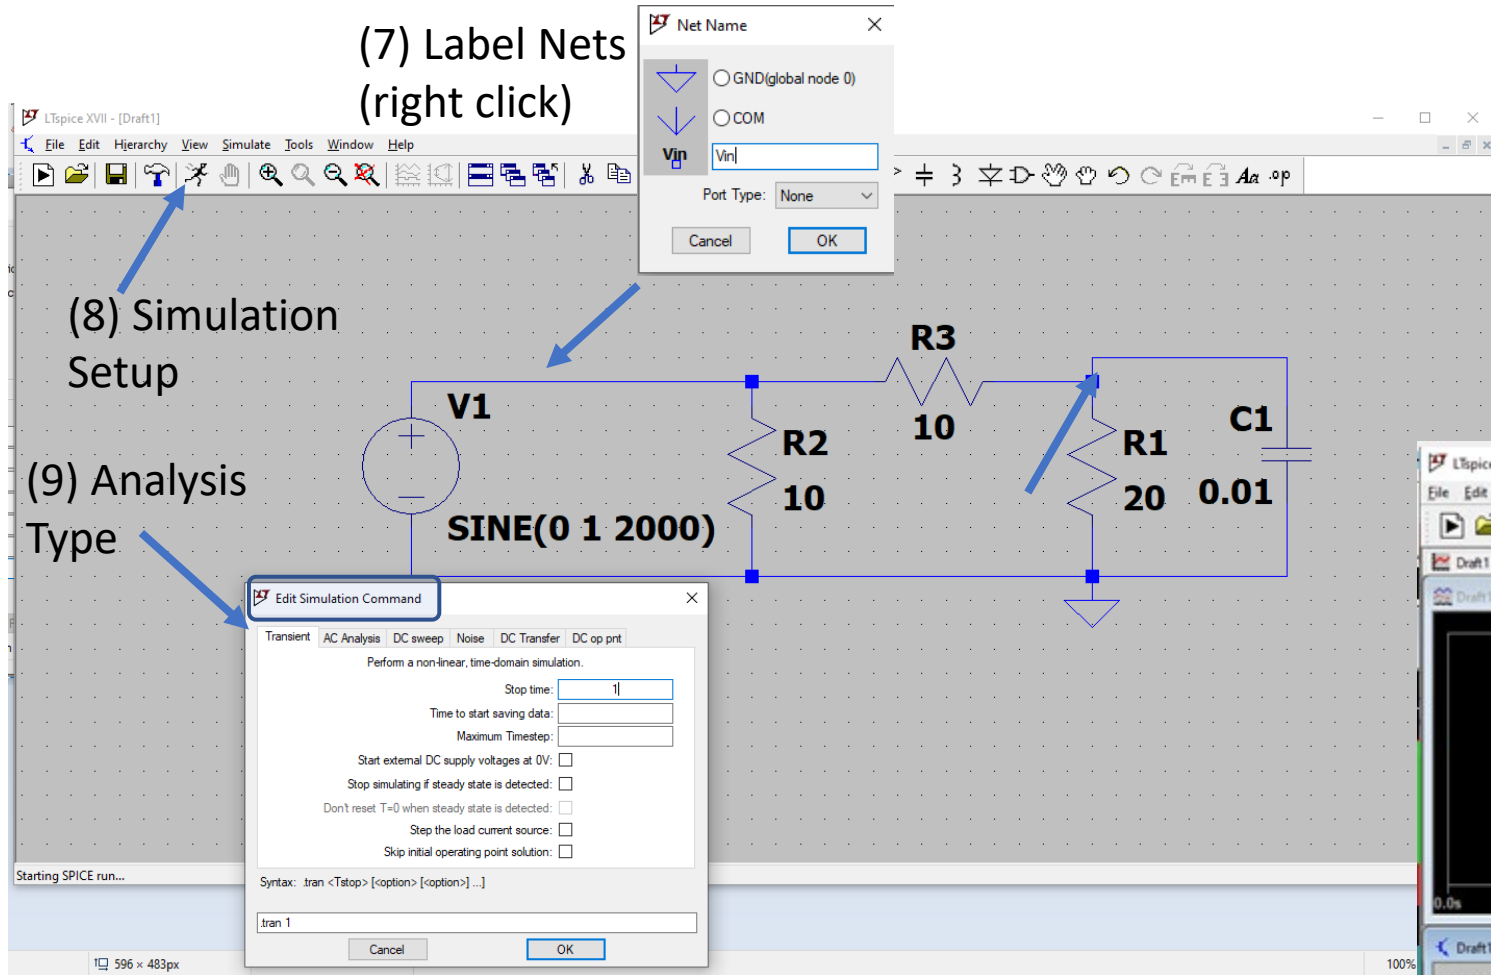 (7) Label Nets
(right click)
Net Name
GND(global node 0)
COM
Vin
Vin
Port Type: None
Cancel OK
LTspice XVII - [Draft1]
File Edit Hierarchy View Simulate Tools Window Help
Aa .op
(8) Simulation
Setup
(9) Analysis
Type
V1
SINE(0 1 2000)
R2
10
R3
10
R1
20
C1
0.01
Edit Simulation Command
Transient AC Analysis DC sweep Noise DC Transfer DC op pnt
Perform a non-linear, time-domain simulation.
Stop time: 1
Time to start saving data:
Maximum Timestep:
Start external DC supply voltages at 0V:
Stop simulating if steady state is detected:
Don't reset T=0 when steady state is detected:
Step the load current source:
Skip initial operating point solution:
Syntax: .tran <Tstop> [<option> [<option>] ...]
.tran 1
Cancel OK
Starting SPICE run...
596 × 483px
100%
LTspice
File Edit
Draft1
Draft1
0.0s
Draft1